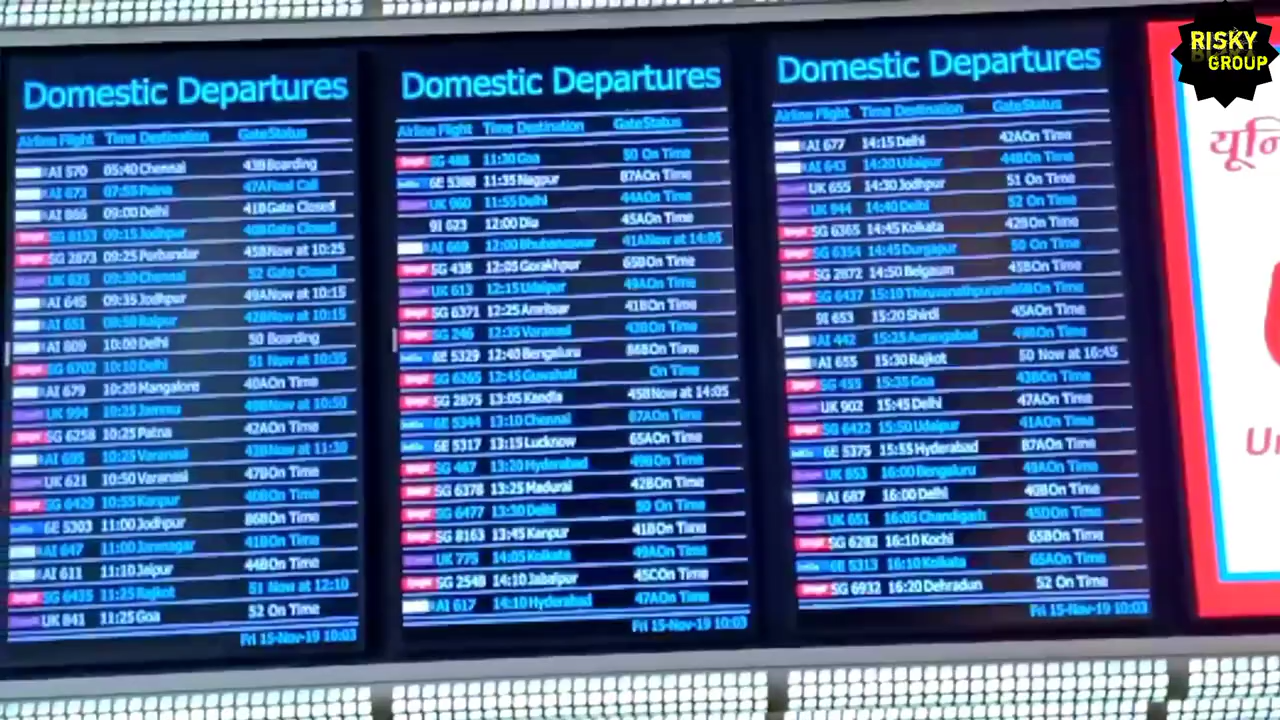 Domestic Departures
Airline Flight Time Destination Gate Status
AI 570 05:40 Chennai 43B Boarding
AI 673 07:55 Patna 47A Final Call
AI 865 09:00 Delhi 41B Gate Closed
SG 8153 09:15 Jodhpur 40B Gate Closed
SG 2873 09:25 Porbandar 45B Now at 10:25
UK 625 09:30 Chennai 52 Gate Closed
AI 645 09:35 Jodhpur 49A Now at 10:15
AI 651 Raipur 42B Now at 10:15
AI 809 10:00 Delhi 50 Boarding
SG 6702 10:10 Delhi 51 Now at 10:35
AI 679 10:20 Mangalore 40A On Time
UK 994 10:25 Jammu Now at 10:50
SG 6258 10:25 Patna 42A On Time
AI 695 10:25 Varanasi 43B Now at 11:30
UK 621 10:50 Varanasi 47B On Time
SG 6429 10:55 Kanpur 40B On Time
6E 5303 11:00 Jodhpur 86B On Time
AI 647 11:00 Jamnagar 41B On Time
AI 611 11:10 Jaipur 44B On Time
SG 6435 11:25 Rajkot 51 Now at 12:10
UK 841 11:25 Goa 52 On Time
Fri 15-Nov-19 10:03
Domestic Departures
Airline Flight Time Destination Gate Status
SG 488 11:30 Goa 50 On Time
6E 5388 11:35 Nagpur 87A On Time
UK 960 11:55 Delhi 44A On Time
9I 623 12:00 Diu 45A On Time
AI 669 12:00 Bhubaneswar 41A Now at 14:05
SG 438 12:05 Gorakhpur 65B On Time
UK 613 12:15 Udaipur 49A On Time
SG 6371 12:25 Amritsar 41B On Time
SG 246 12:35 Varanasi 43B On Time
6E 5329 12:40 Bengaluru 86B On Time
SG 6265 12:45 Guwahati On Time
SG 2875 13:05 Kandla 45B Now at 14:05
6E 5344 13:10 Chennai 87A On Time
6E 5317 13:15 Lucknow 65A On Time
SG 467 13:20 Hyderabad 49B On Time
SG 6378 13:25 Madurai 42B On Time
SG 6477 13:30 Delhi 50 On Time
SG 8163 13:45 Kanpur 41B On Time
UK 775 14:05 Kolkata 49A On Time
SG 2548 14:10 Jabalpur 45C On Time
AI 617 14:10 Hyderabad 47A On Time
Fri 15-Nov-19 10:03
Domestic Departures
Airline Flight Time Destination Gate Status
AI 677 14:15 Delhi 42A On Time
AI 643 14:20 Udaipur 44B On Time
UK 655 14:30 Jodhpur 51 On Time
UK 944 14:40 Delhi 52 On Time
SG 6365 14:45 Kolkata 42B On Time
SG 6354 14:45 Durgapur 50 On Time
SG 2872 14:50 Belgaum 45B On Time
SG 6437 15:10 On Time
9I 653 15:20 Shirdi 45A On Time
AI 442 15:25 Aurangabad 49B On Time
AI 655 15:30 Rajkot 50 Now at 16:45
SG 455 15:35 Goa 43B On Time
UK 902 15:45 Delhi 47A On Time
SG 6423 15:50 Udaipur 41A On Time
6E 5375 15:55 Hyderabad 87A On Time
UK 853 16:00 Bengaluru 49A On Time
AI 687 16:00 Delhi On Time
UK 651 16:05 Chandigarh 45D On Time
SG 6282 16:10 Kochi 65B On Time
6E 5313 16:10 Kolkata 65A On Time
SG 6932 16:20 Dehradun 52 On Time
Fri 15-Nov-19 10:03
RISKY
GROUP